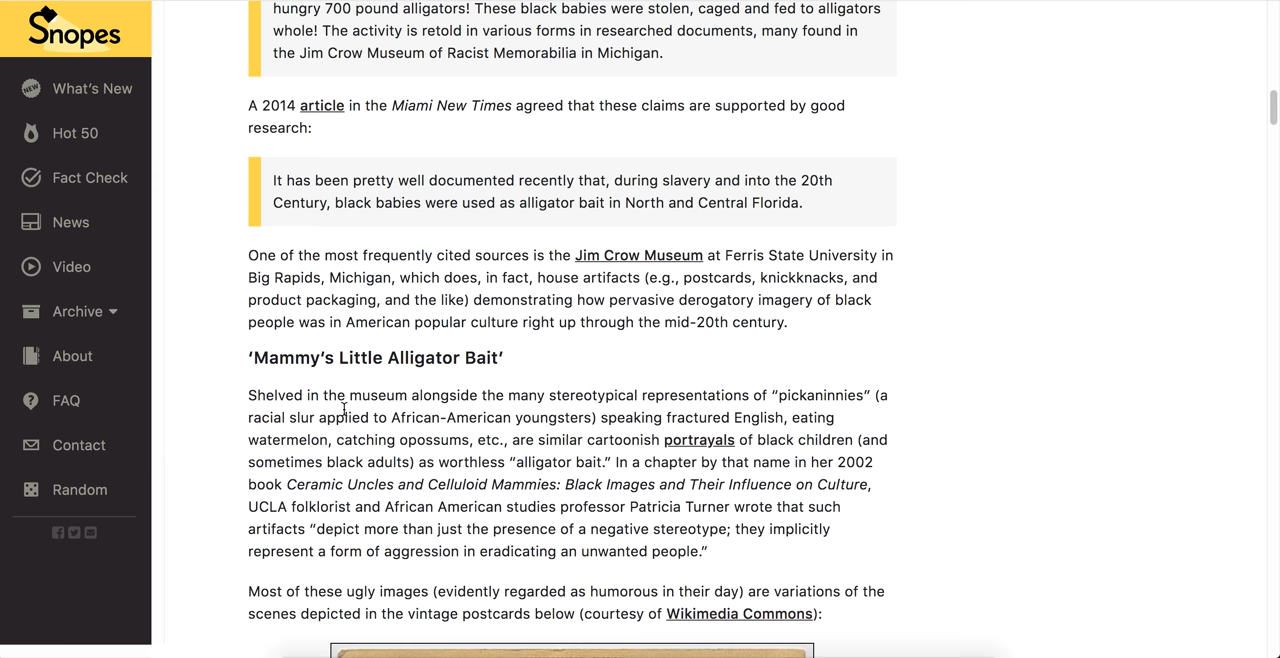 Snopes
NEW
What's New
Hot 50
Fact Check
News
Video
Archive
About
FAQ
Contact
Random
hungry 700 pound alligators! These black babies were stolen, caged and fed to alligators
whole! The activity is retold in various forms in researched documents, many found in
the Jim Crow Museum of Racist Memorabilia in Michigan.
A 2014 article in the Miami New Times agreed that these claims are supported by good
research:
It has been pretty well documented recently that, during slavery and into the 20th
Century, black babies were used as alligator bait in North and Central Florida.
One of the most frequently cited sources is the Jim Crow Museum at Ferris State University in
Big Rapids, Michigan, which does, in fact, house artifacts (e.g., postcards, knickknacks, and
product packaging, and the like) demonstrating how pervasive derogatory imagery of black
people was in American popular culture right up through the mid-20th century.
‘Mammy’s Little Alligator Bait’
Shelved in the museum alongside the many stereotypical representations of “pickaninnies” (a
racial slur applied to African-American youngsters) speaking fractured English, eating
watermelon, catching opossums, etc., are similar cartoonish portrayals of black children (and
sometimes black adults) as worthless “alligator bait.” In a chapter by that name in her 2002
book Ceramic Uncles and Celluloid Mammies: Black Images and Their Influence on Culture,
UCLA folklorist and African American studies professor Patricia Turner wrote that such
artifacts “depict more than just the presence of a negative stereotype; they implicitly
represent a form of aggression in eradicating an unwanted people.”
Most of these ugly images (evidently regarded as humorous in their day) are variations of the
scenes depicted in the vintage postcards below (courtesy of Wikimedia Commons):